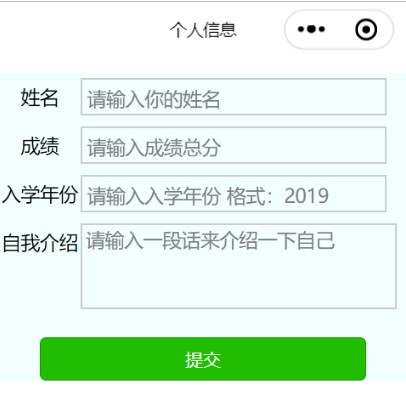 个人信息
姓名 请输入你的姓名
成绩 请输入成绩总分
入学年份 请输入入学年份 格式：2019
自我介绍 请输入一段话来介绍一下自己
提交